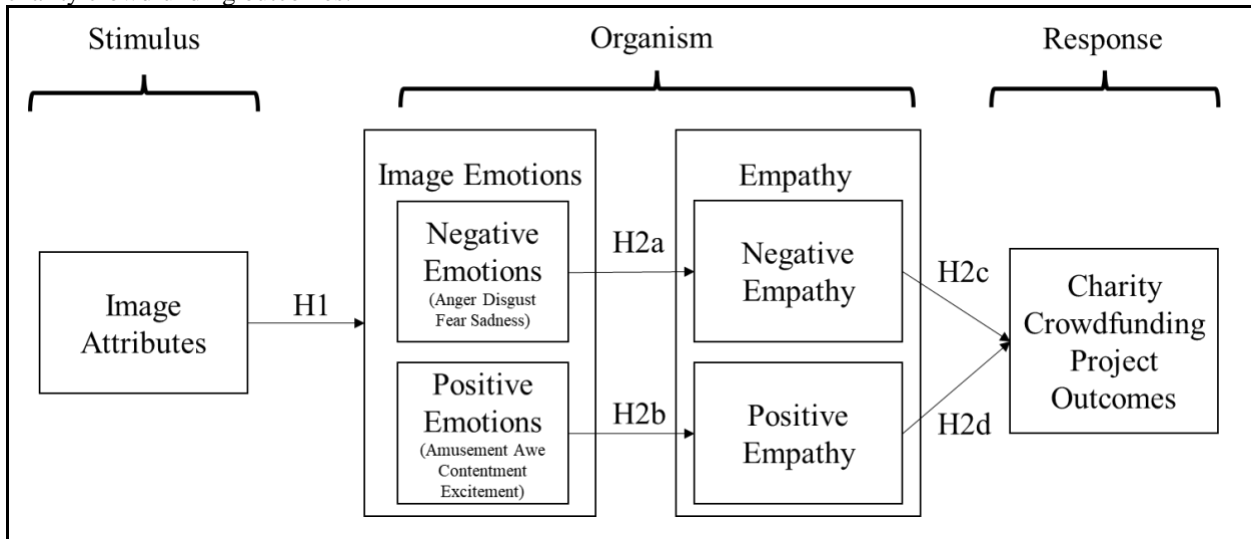 Stimulus
Organism
Response
Image Emotions
Empathy
Negative
Emotions
(Anger Disgust
Fear Sadness)
H2a
Negative
Empathy
H2c
Image
Attributes
H1
Charity
Crowdfunding
Project
Outcomes
Positive
Emotions
(Amusement Awe
Contentment
Excitement)
H2b
Positive
Empathy
H2d